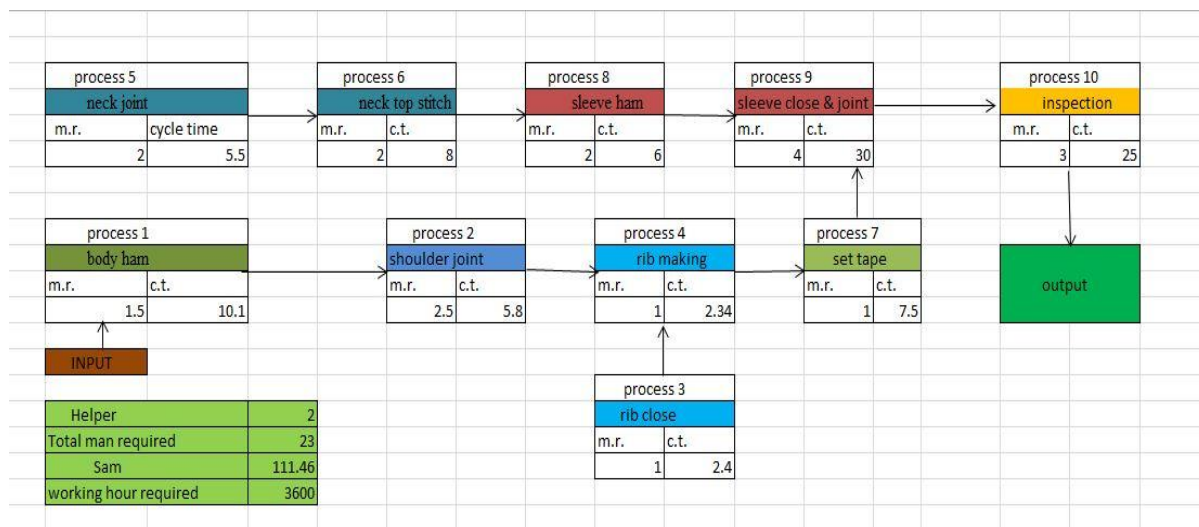 process 5
neck joint
m.r. cycle time
2 5.5
process 6
neck top stitch
m.r. c.t.
2 8
process 8
sleeve ham
m.r. c.t.
2 6
process 9
sleeve close & joint
m.r. c.t.
4 30
process 10
inspection
m.r. c.t.
3 25
process 1
body ham
m.r. c.t.
1.5 10.1
process 2
shoulder joint
m.r. c.t.
2.5 5.8
process 4
rib making
m.r. c.t.
1 2.34
process 7
set tape
m.r. c.t.
1 7.5
output
INPUT
process 3
rib close
m.r. c.t.
1 2.4
Helper 2
Total man required 23
Sam 111.46
working hour required 3600